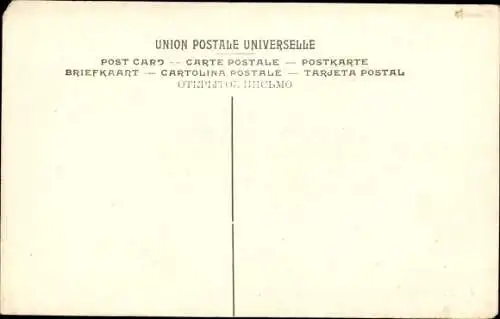 UNION POSTALE UNIVERSELLE
POST CARD -- CARTE POSTALE — POSTKARTE
BRIEFKAART — CARTOLINA POSTALE — TARJETA POSTAL
ОТКРЫТОЕ ПИСЬМО